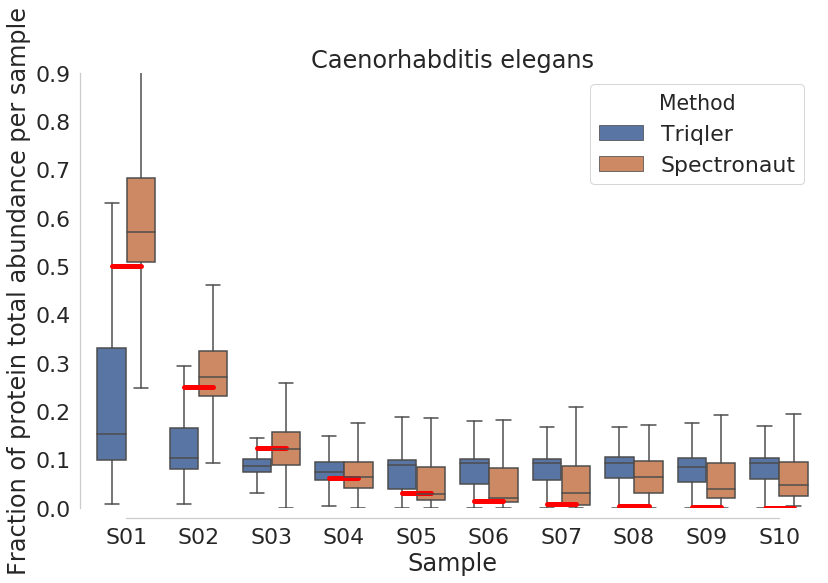 Caenorhabditis elegans
Fraction of protein total abundance per sample
0.9
0.8
0.7
0.6
0.5
0.4
0.3
0.2
0.1
0.0
Method
Triqler
Spectronaut
S01 S02 S03 S04 S05 S06 S07 S08 S09 S10
Sample